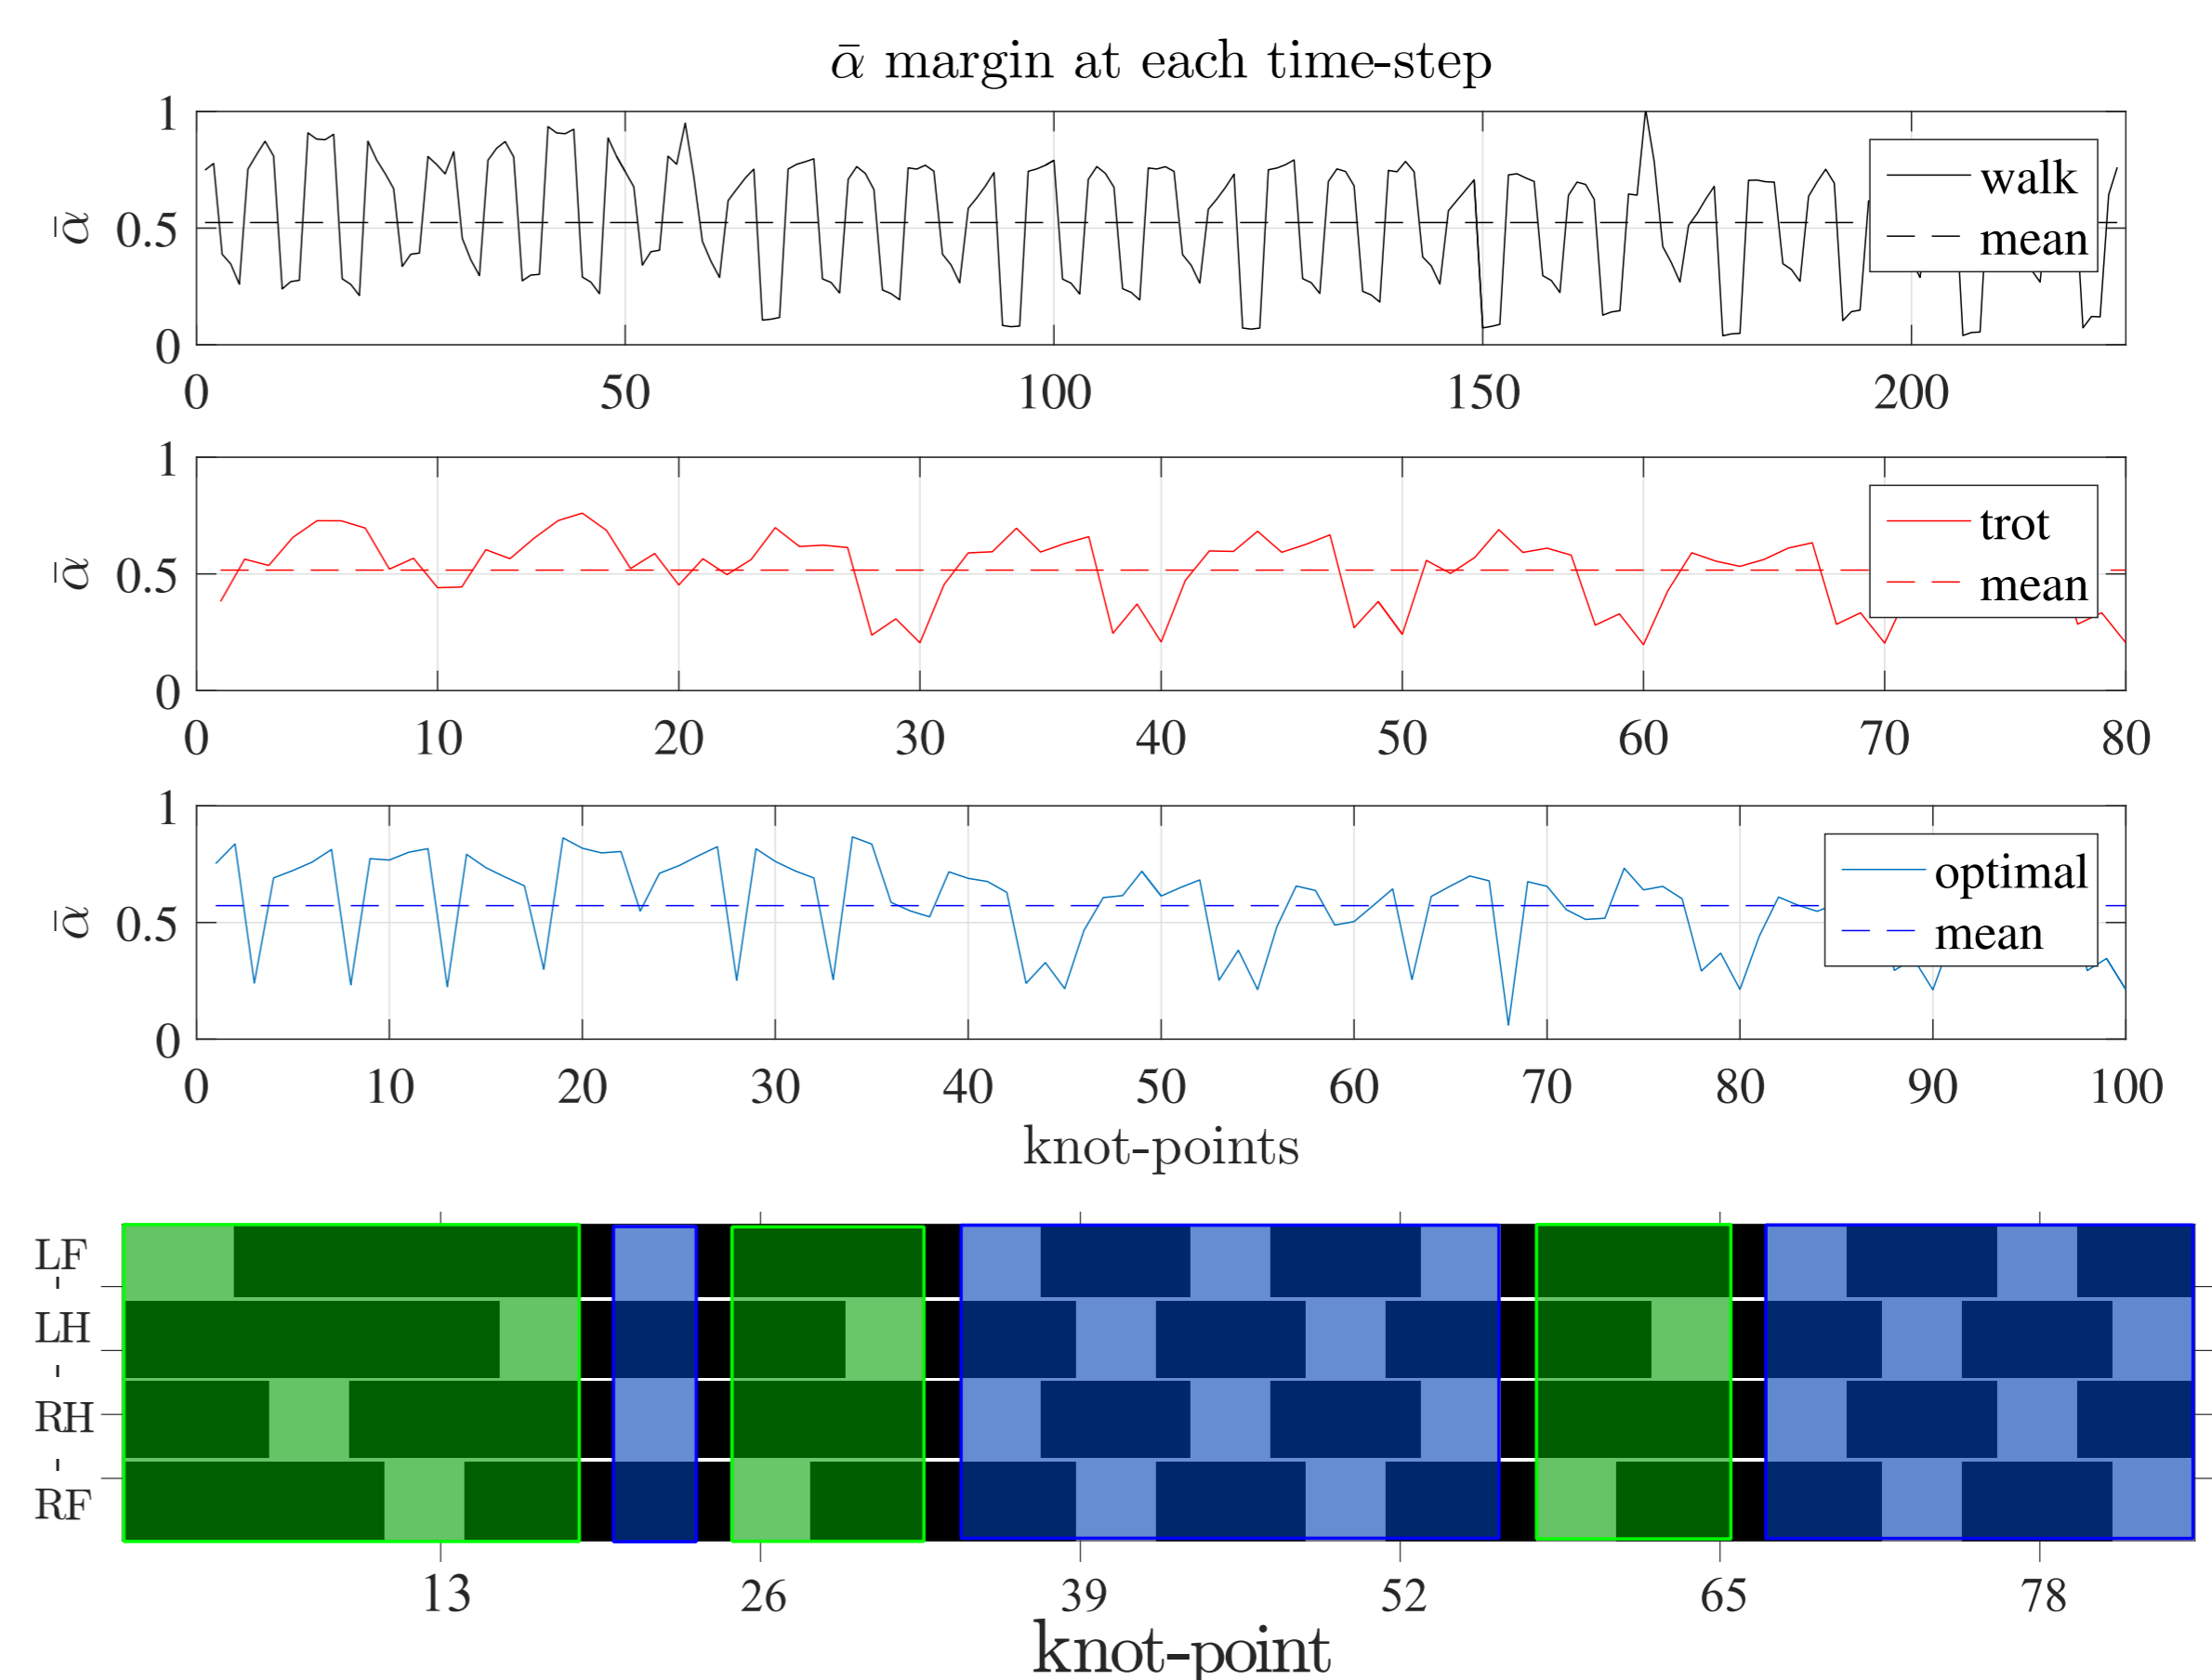 ᾱ margin at each time-step
1
0.5
0
ᾱ
walk
mean
0 50 100 150 200
1
0.5
0
ᾱ
trot
mean
0 10 20 30 40 50 60 70 80
1
0.5
0
ᾱ
optimal
mean
0 10 20 30 40 50 60 70 80 90 100
knot-points
LF
-
LH
-
RH
-
RF
13 26 39 52 65 78
knot-point